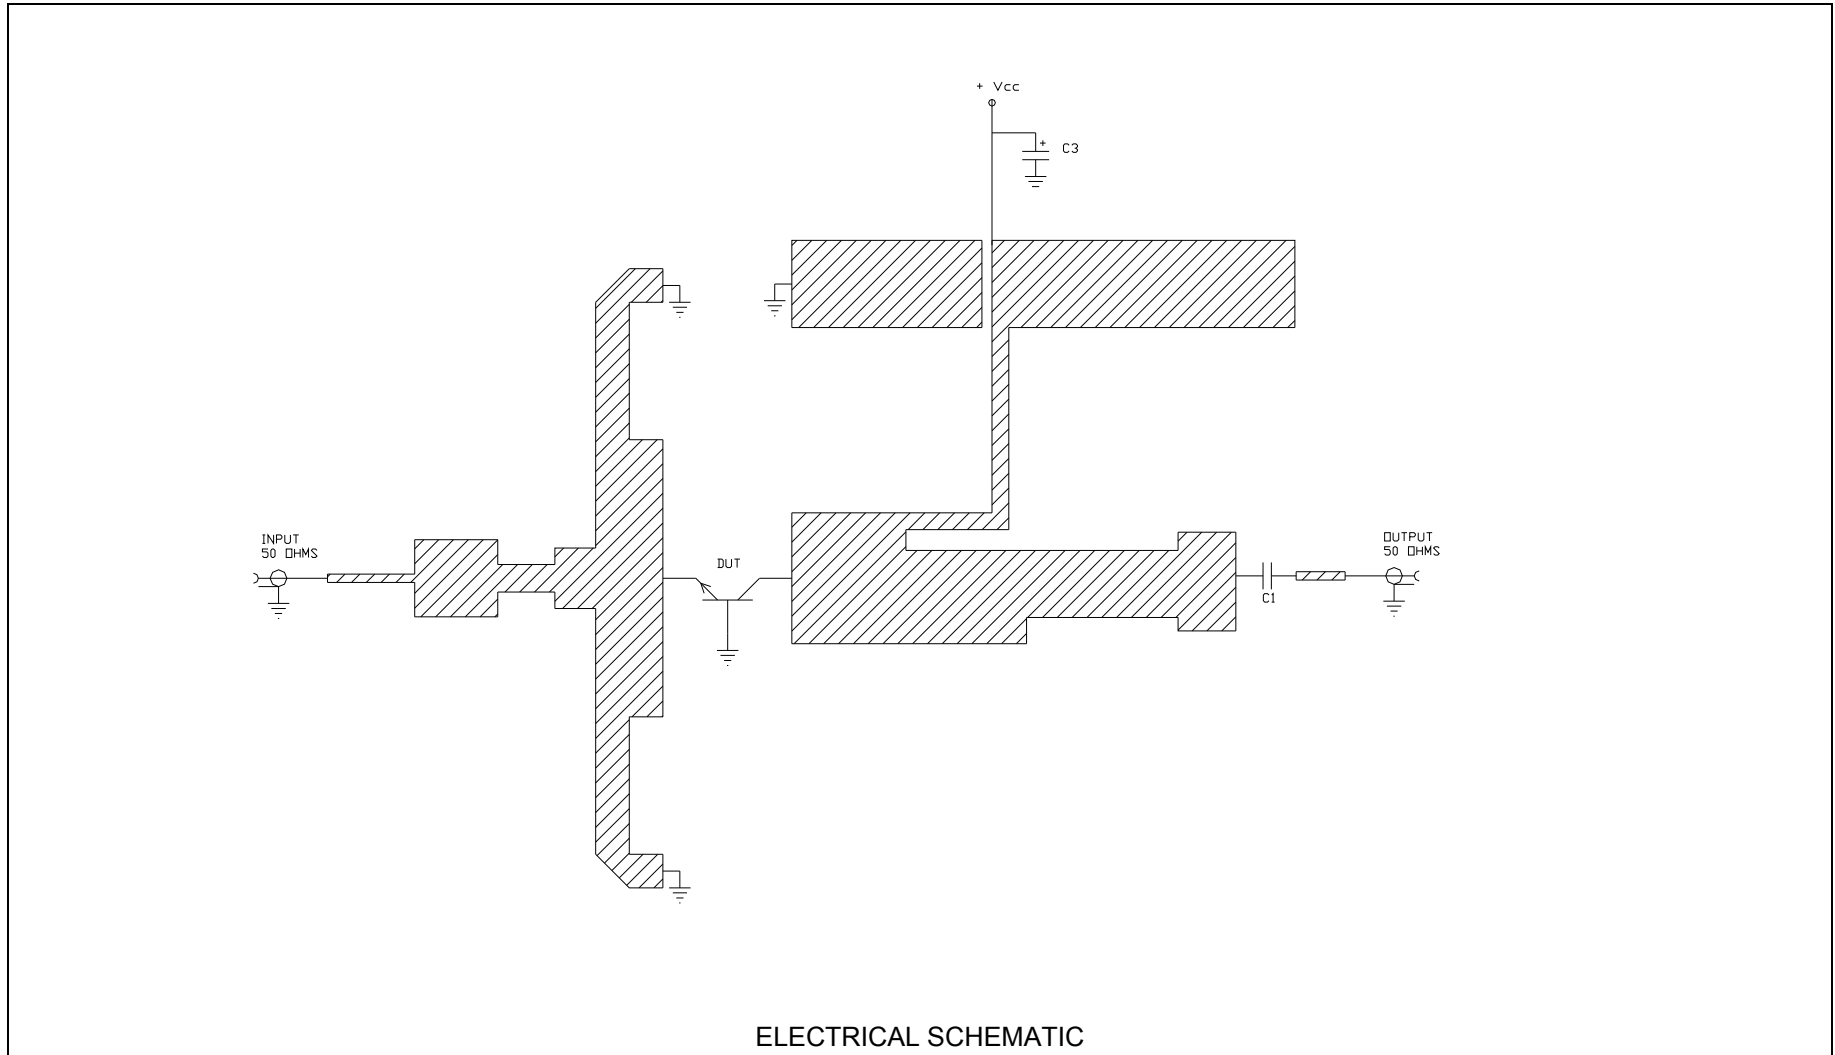 + Vcc
+
C3
INPUT
50 OHMS
DUT
OUTPUT
50 OHMS
C1
ELECTRICAL SCHEMATIC